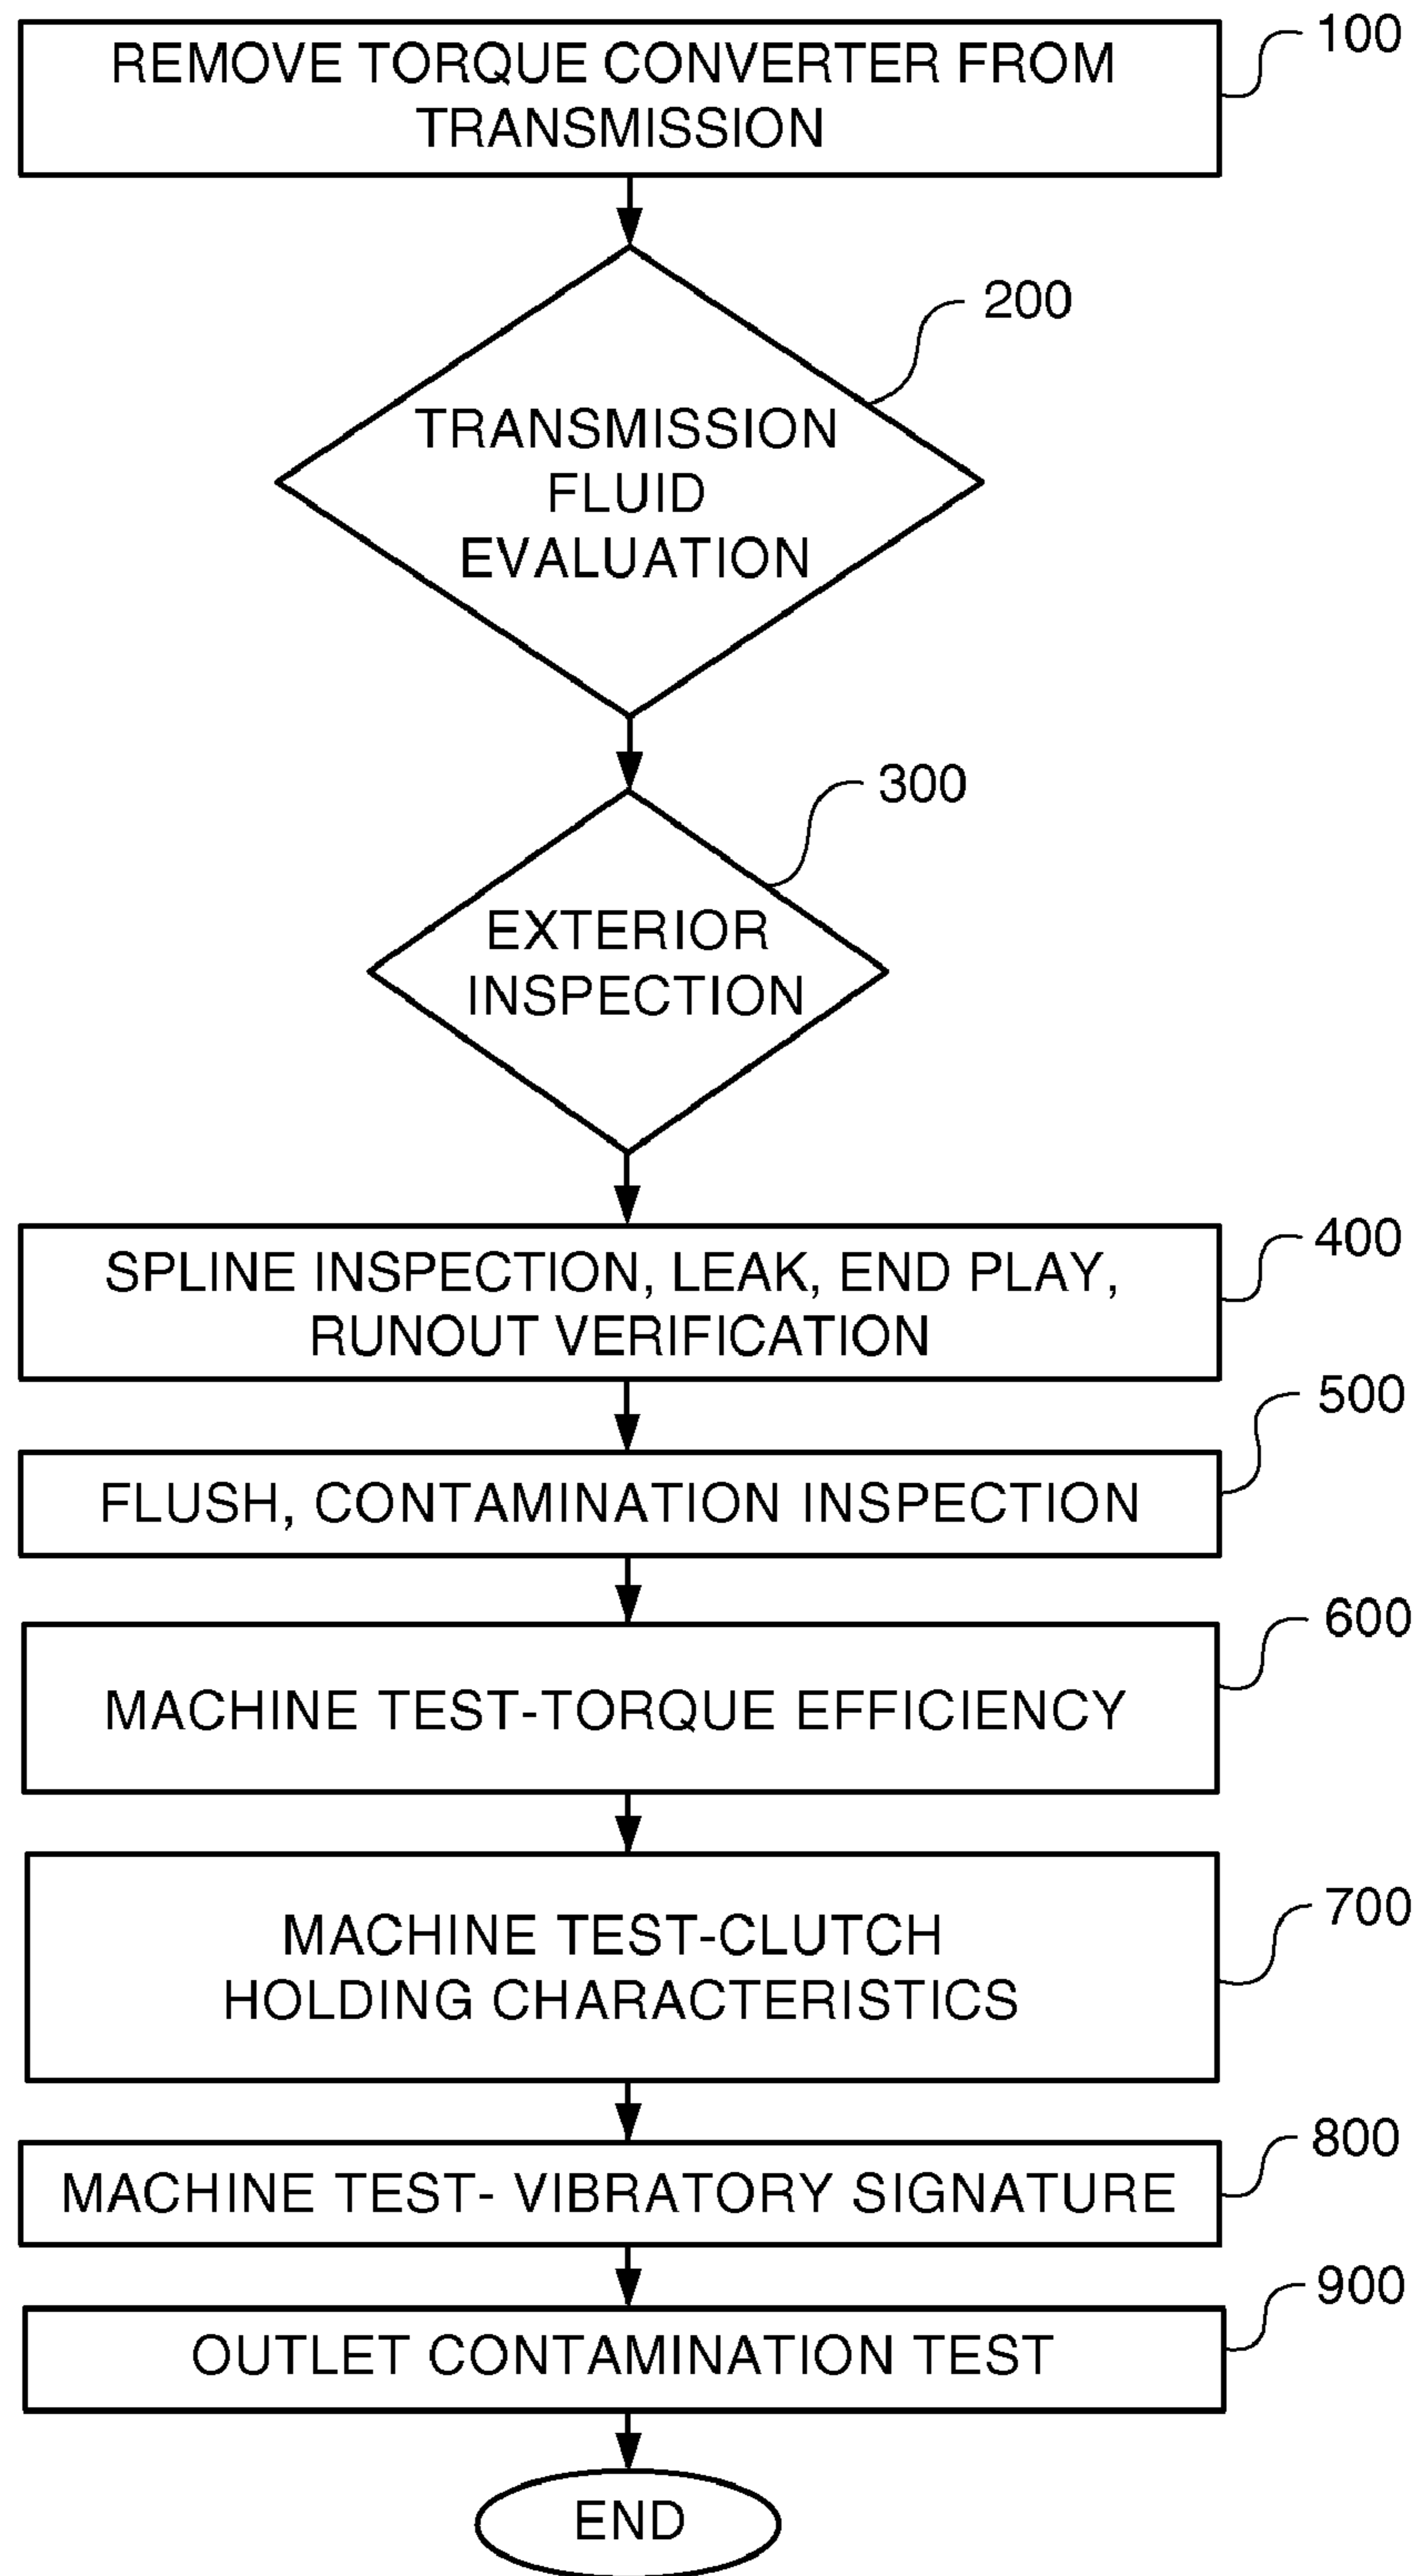 REMOVE TORQUE CONVERTER FROM
TRANSMISSION
100
200
TRANSMISSION
FLUID
EVALUATION
300
EXTERIOR
INSPECTION
400
SPLINE INSPECTION, LEAK, END PLAY,
RUNOUT VERIFICATION
500
FLUSH, CONTAMINATION INSPECTION
600
MACHINE TEST-TORQUE EFFICIENCY
700
MACHINE TEST-CLUTCH
HOLDING CHARACTERISTICS
800
MACHINE TEST- VIBRATORY SIGNATURE
900
OUTLET CONTAMINATION TEST
END